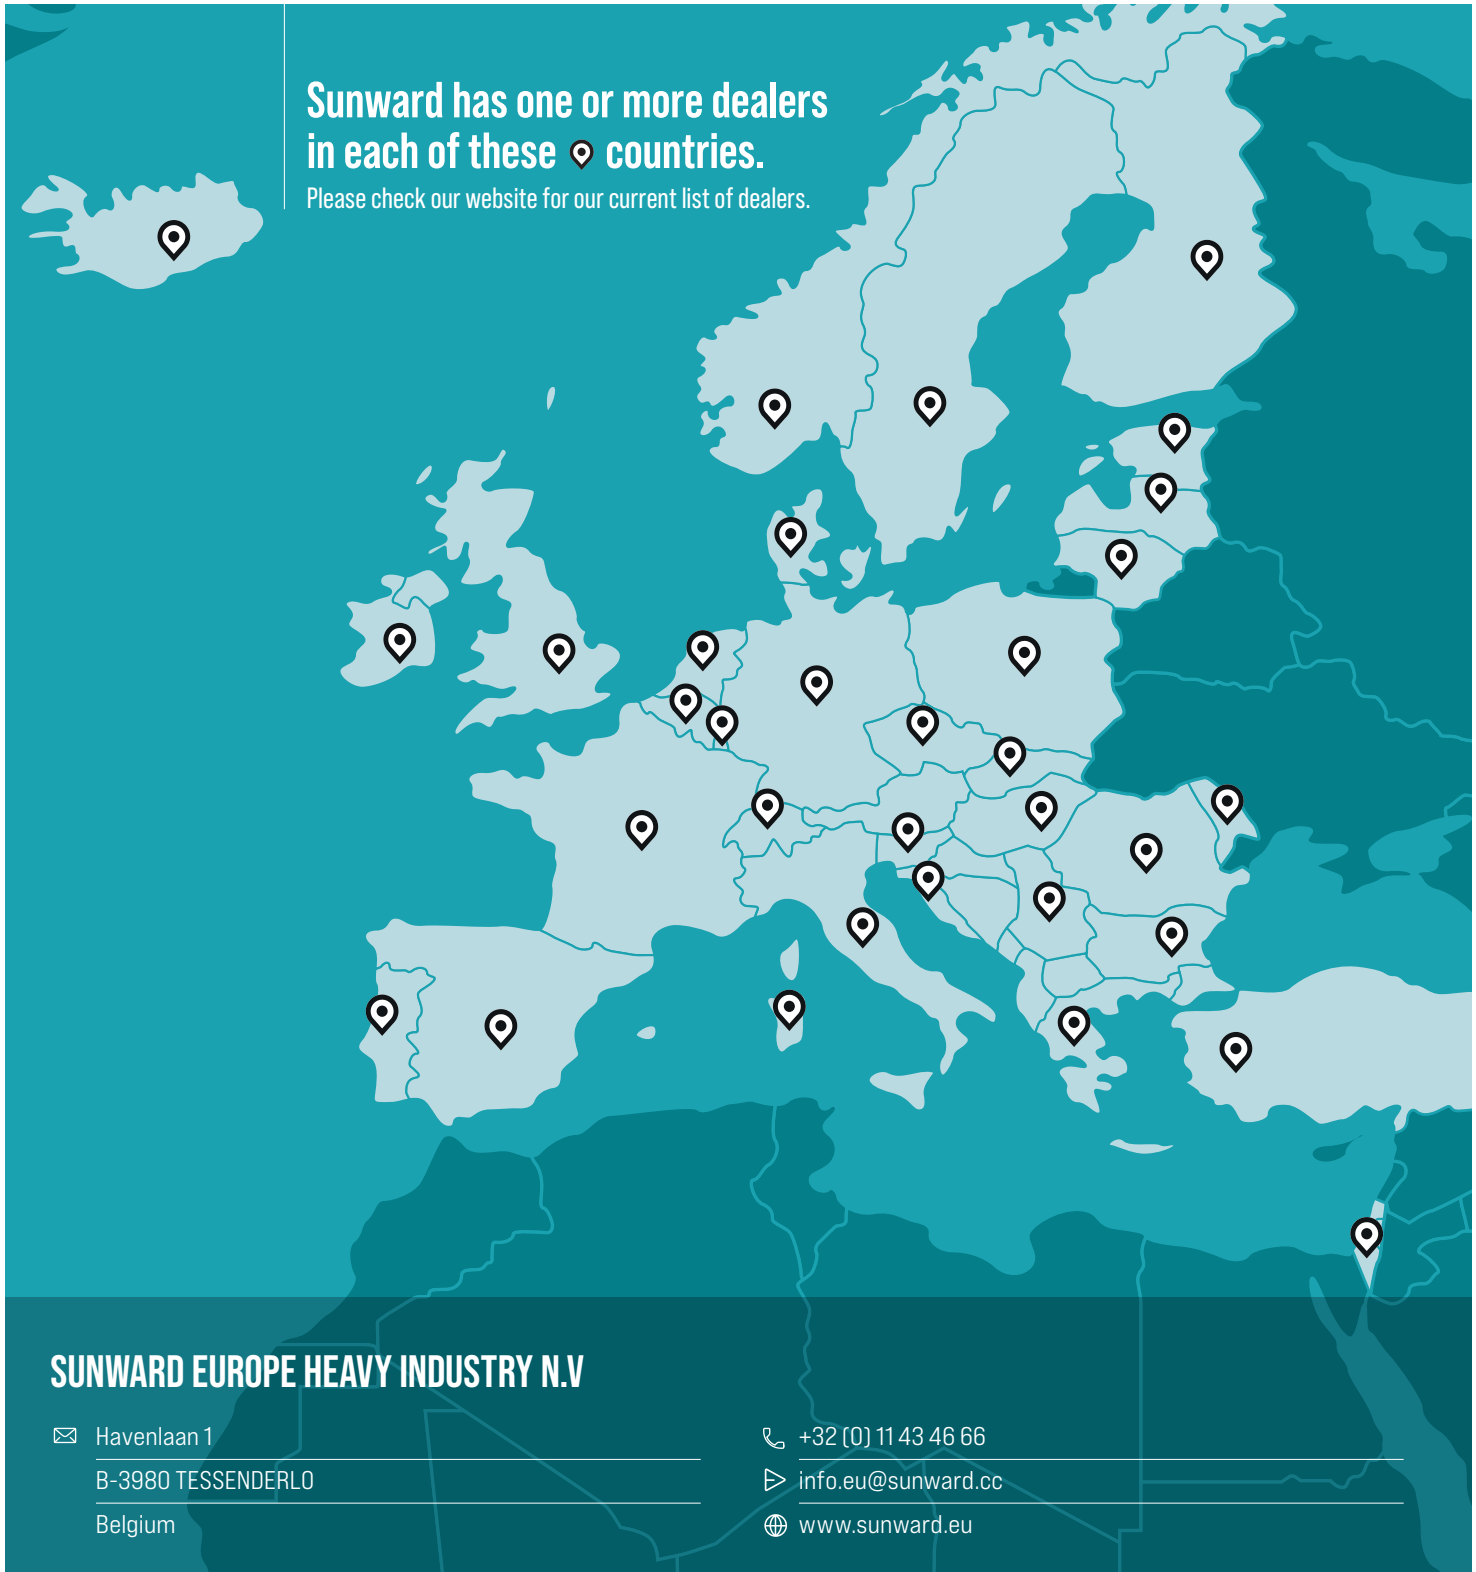 Sunward has one or more dealers
in each of these countries.
Please check our website for our current list of dealers.
SUNWARD EUROPE HEAVY INDUSTRY N.V
Havenlaan 1
B-3980 TESSENDERLO
Belgium
+32 (0) 11 43 46 66
info.eu@sunward.cc
www.sunward.eu